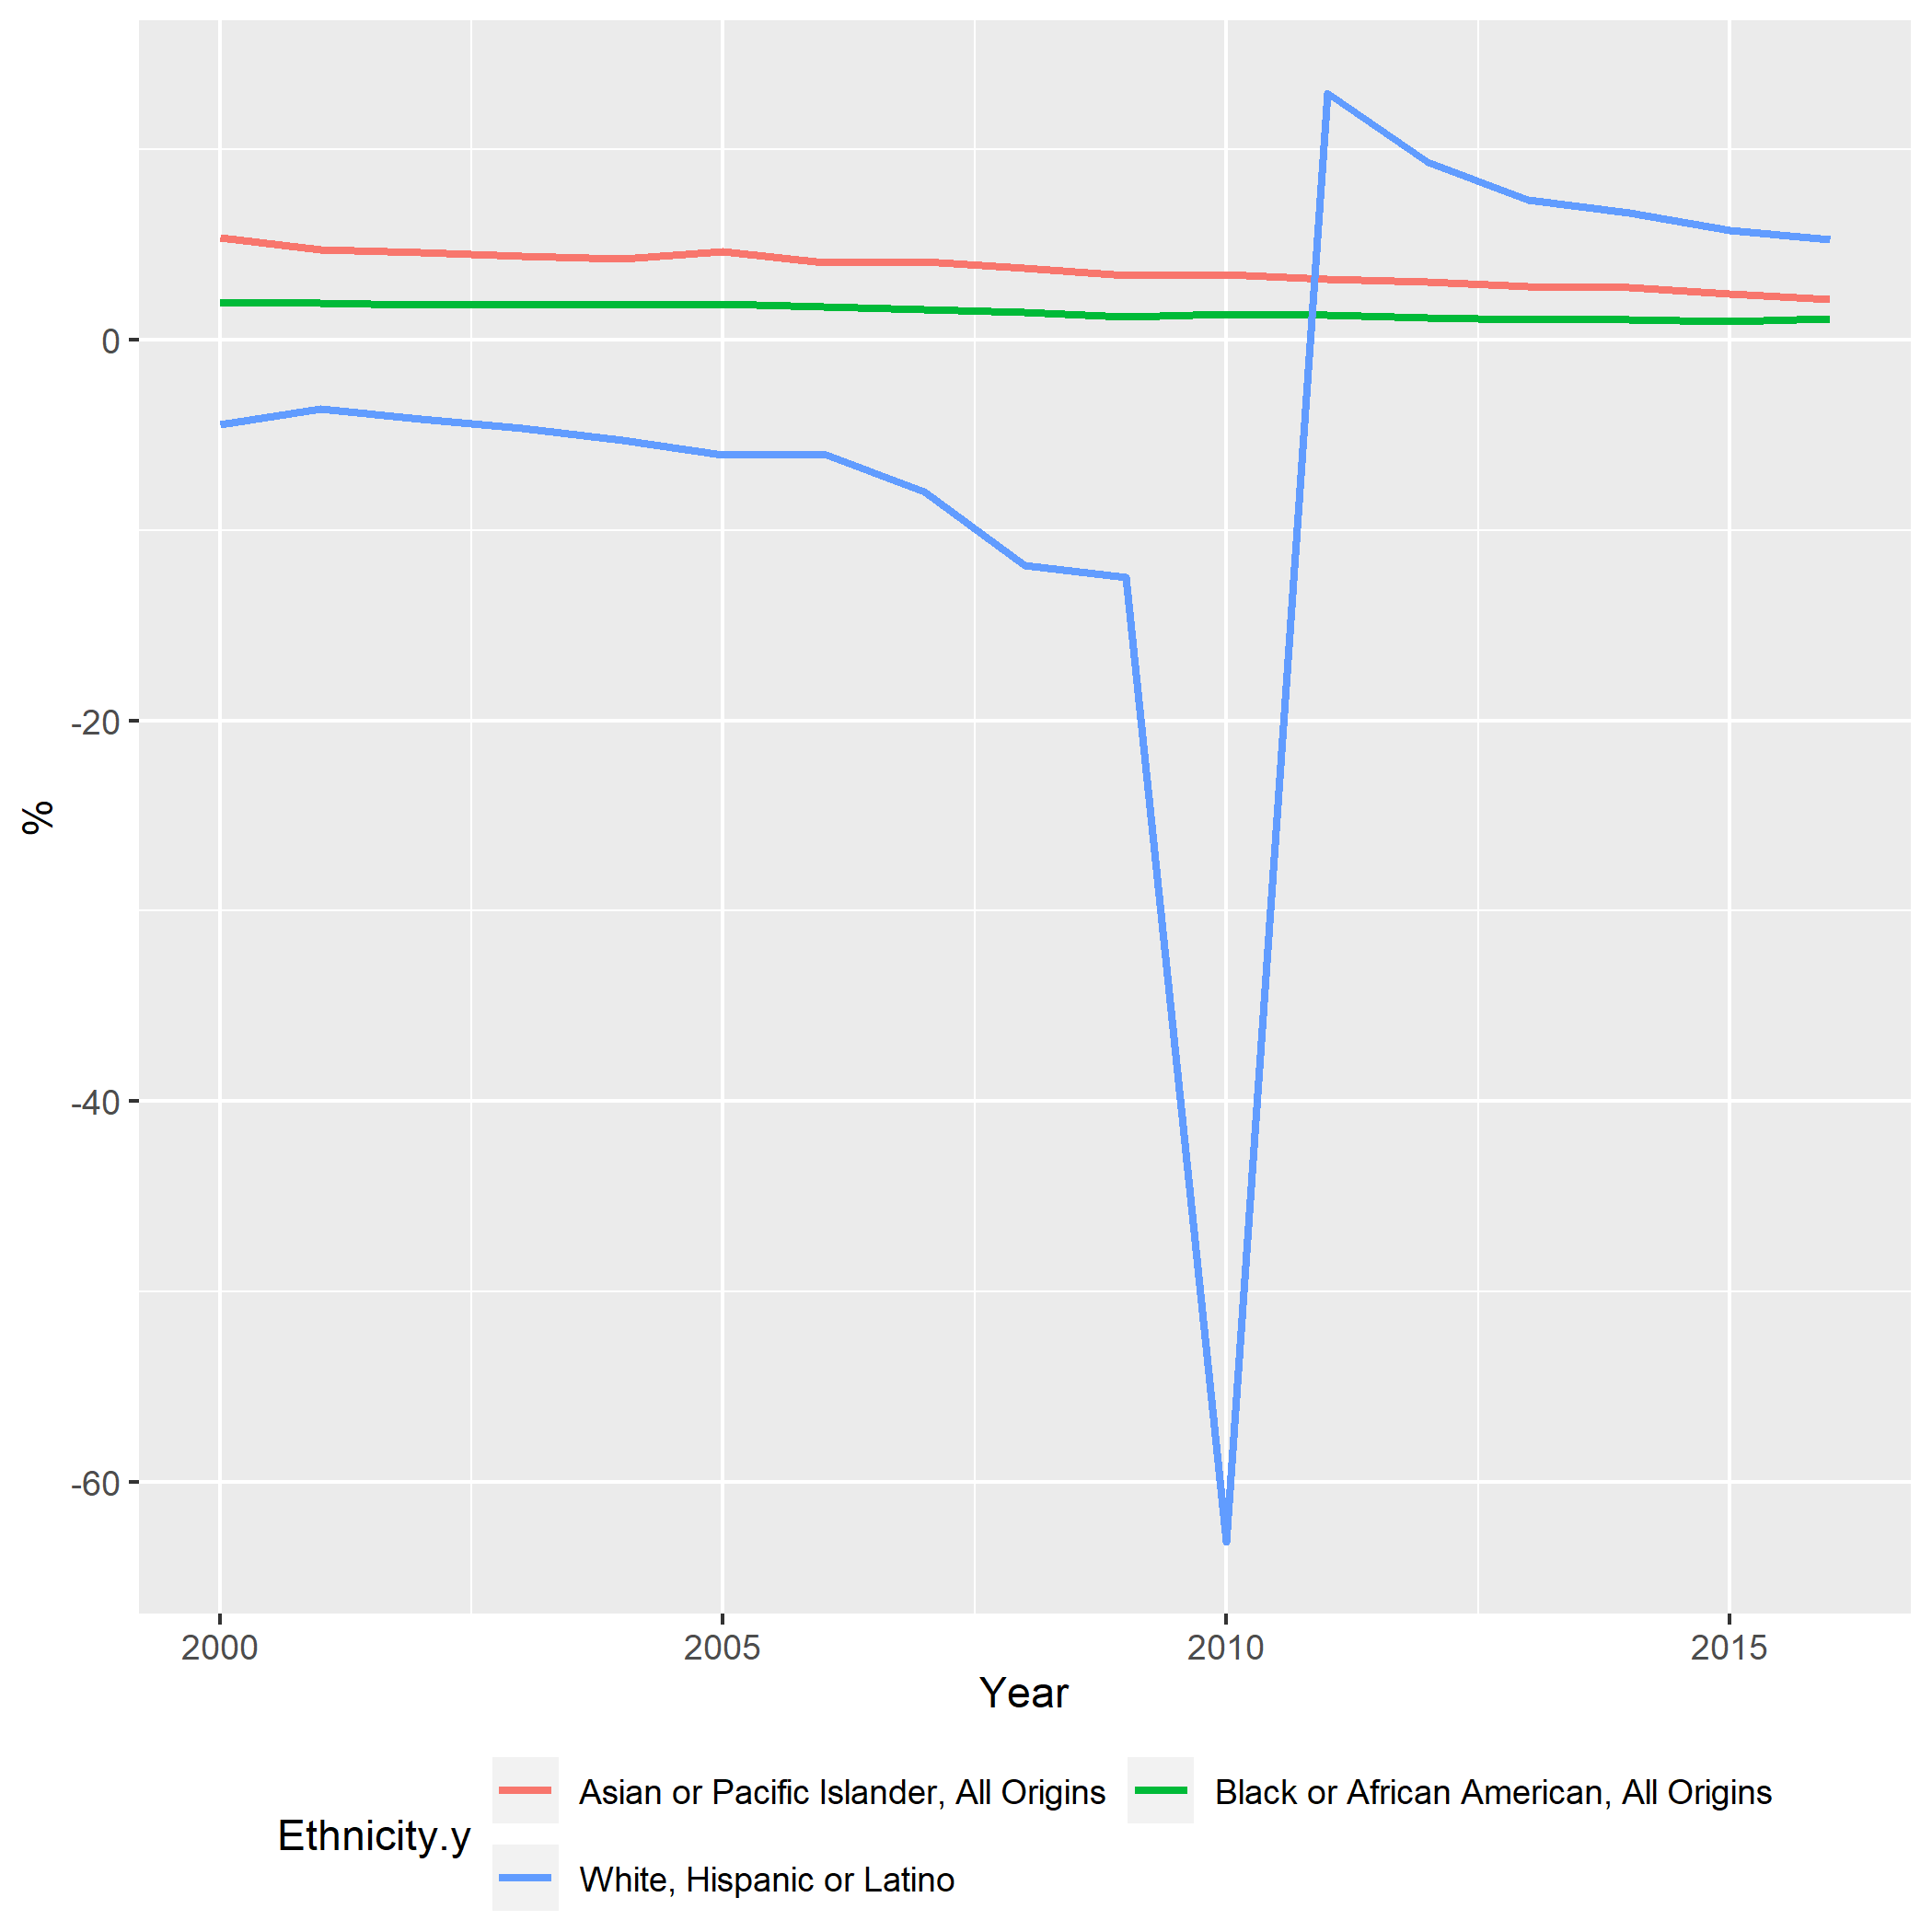 0
-20
-40
-60
%
2000 2005 2010 2015
Year
Ethnicity.y
Asian or Pacific Islander, All Origins
Black or African American, All Origins
White, Hispanic or Latino